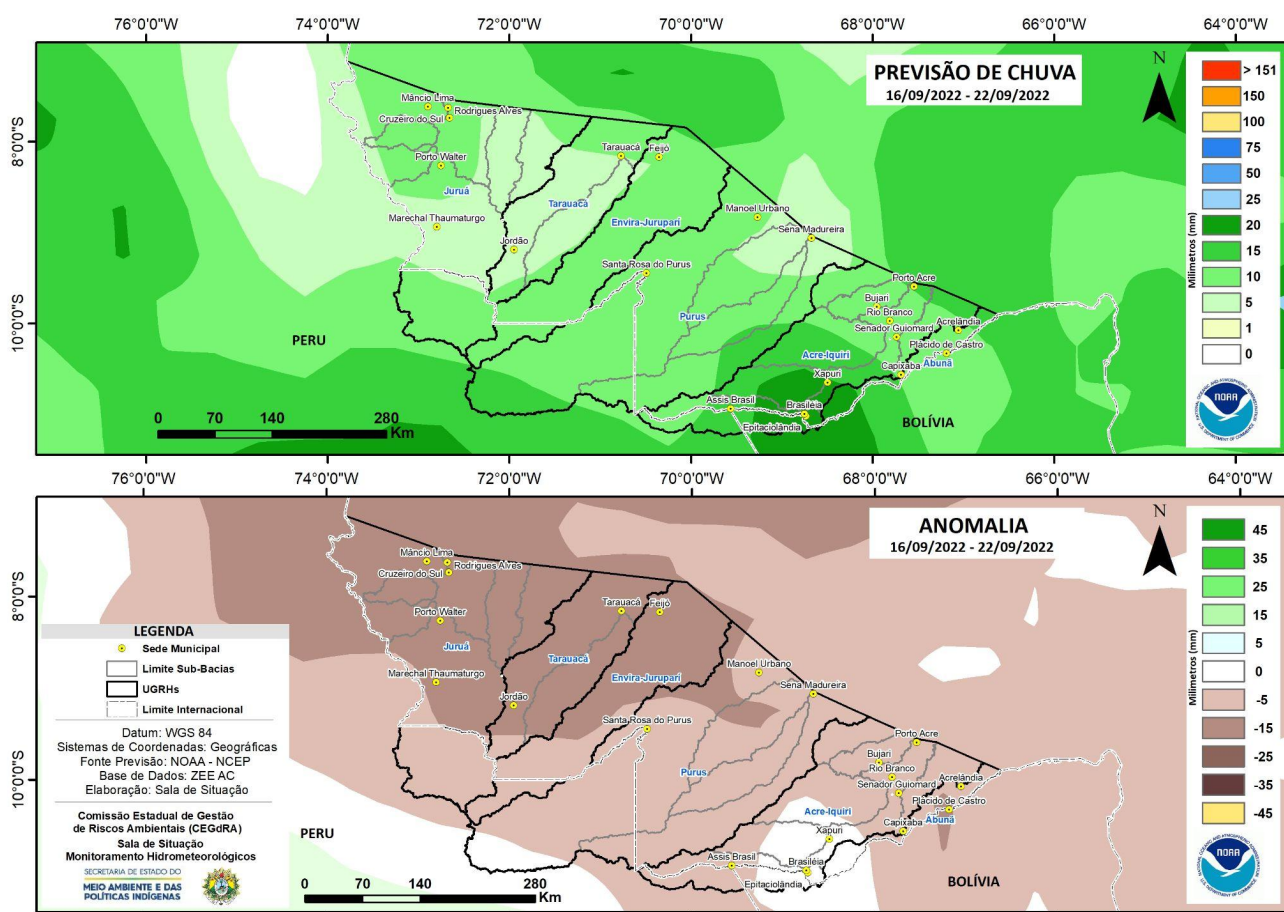 76°0'0"W 74°0'0"W 72°0'0"W 70°0'0"W 68°0'0"W 66°0'0"W 64°0'0"W
PREVISÃO DE CHUVA
16/09/2022 - 22/09/2022
N
8°0'0"S
10°0'0"S
Mâncio Lima
Rodrigues Alves
Cruzeiro do Sul
Porto Walter
Juruá
Marechal Thaumaturgo
Tarauacá
Feijó
Tarauacá
Jordão
Envira-Jurupari
Manoel Urbano
Sena Madureira
Santa Rosa do Purus
Purus
Porto Acre
Bujari
Rio Branco
Acrelândia
Senador Guiomard
Plácido de Castro
Acre-Iquiri
Abunã
Xapuri
Capixaba
Assis Brasil
Brasiléia
Epitaciolândia
PERU
BOLÍVIA
0 70 140 280
Km
Milímetros (mm)
> 151
150
100
75
50
25
20
15
10
5
1
0
NOAA
76°0'0"W 74°0'0"W 72°0'0"W 70°0'0"W 68°0'0"W 66°0'0"W 64°0'0"W
ANOMALIA
16/09/2022 - 22/09/2022
N
8°0'0"S
10°0'0"S
Mâncio Lima
Rodrigues Alves
Cruzeiro do Sul
Porto Walter
Juruá
Marechal Thaumaturgo
Tarauacá
Feijó
Tarauacá
Jordão
Envira-Jurupari
Manoel Urbano
Sena Madureira
Santa Rosa do Purus
Purus
Porto Acre
Bujari
Rio Branco
Acrelândia
Senador Guiomard
Plácido de Castro
Acre-Iquiri
Abunã
Xapuri
Capixaba
Assis Brasil
Brasiléia
Epitaciolândia
PERU
BOLÍVIA
0 70 140 280
Km
Milímetros (mm)
45
35
25
15
5
0
-5
-15
-25
-35
-45
NOAA
LEGENDA
Sede Municipal
Limite Sub-Bacias
UGRHs
Limite Internacional
Datum: WGS 84
Sistemas de Coordenadas: Geográficas
Fonte Previsão: NOAA - NCEP
Base de Dados: ZEE AC
Elaboração: Sala de Situação
Comissão Estadual de Gestão
de Riscos Ambientais (CEGdRA)
Sala de Situação
Monitoramento Hidrometeorológicos
SECRETARIA DE ESTADO DO
MEIO AMBIENTE E DAS
POLÍTICAS INDÍGENAS